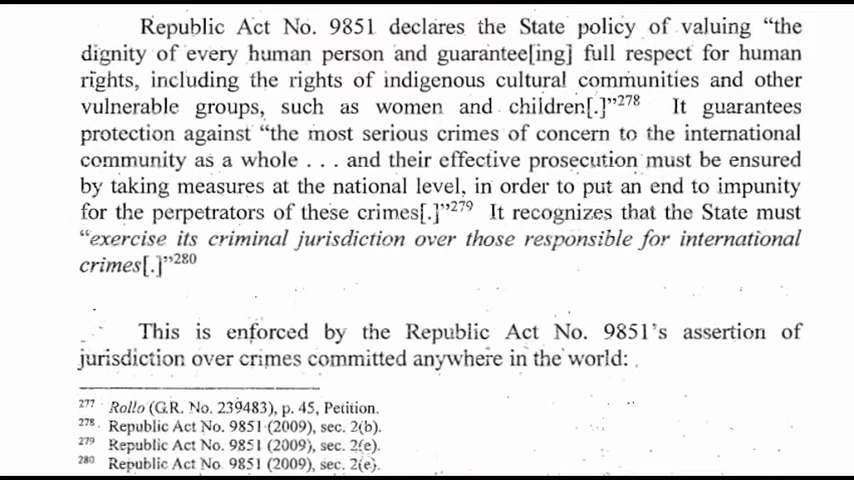 Republic Act No. 9851 declares the State policy of valuing “the
dignity of every human person and guarantee[ing] full respect for human
rights, including the rights of indigenous cultural communities and other
vulnerable groups, such as women and children[.]”278 It guarantees
protection against “the most serious crimes of concern to the international
community as a whole . . . and their effective prosecution must be ensured
by taking measures at the national level, in order to put an end to impunity
for the perpetrators of these crimes[.]”279 It recognizes that the State must
“exercise its criminal jurisdiction over those responsible for international
crimes[.]”280
This is enforced by the Republic Act No. 9851’s assertion of
jurisdiction over crimes committed anywhere in the world:
277 Rollo (G.R. No. 239483), p. 45, Petition.
278 Republic Act No. 9851 (2009), sec. 2(b).
279 Republic Act No. 9851 (2009), sec. 2(e).
280 Republic Act No. 9851 (2009), sec. 2(e).